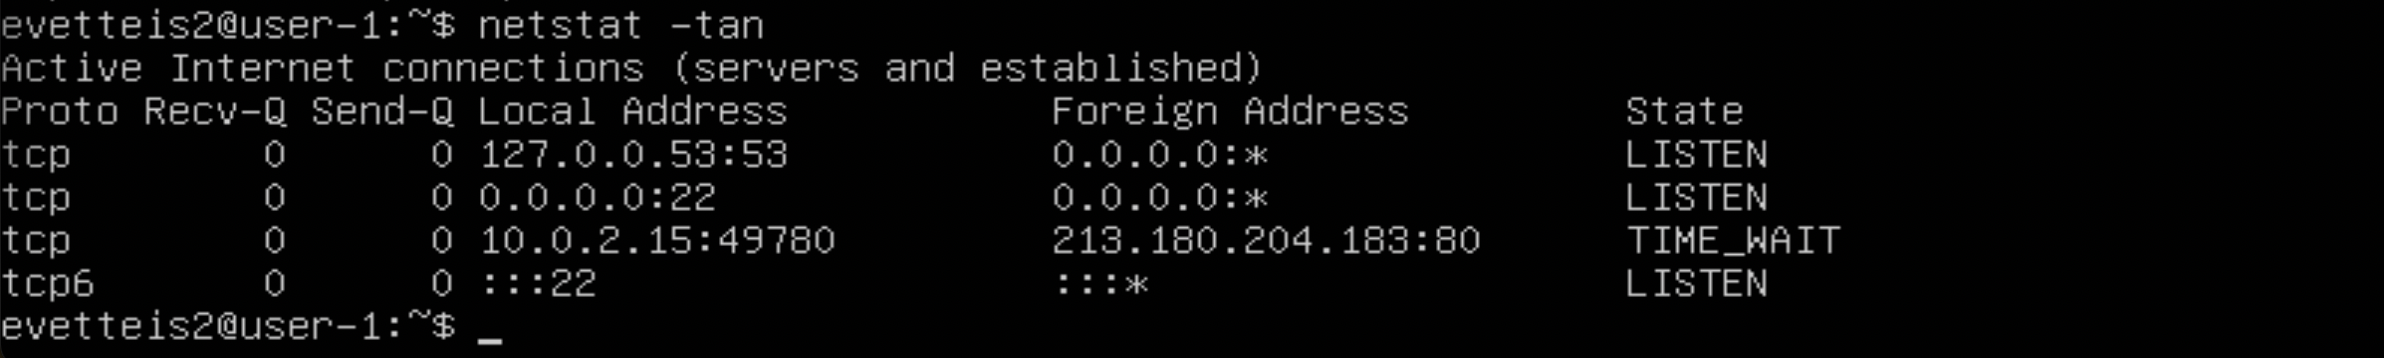 evetteis2@user-1:~$ netstat -tan
Active Internet connections (servers and established)
Proto Recv-Q Send-Q Local Address           Foreign Address         State
tcp        0      0 127.0.0.53:53           0.0.0.0:*               LISTEN
tcp        0      0 0.0.0.0:22              0.0.0.0:*               LISTEN
tcp        0      0 10.0.2.15:49780         213.180.204.183:80      TIME_WAIT
tcp6       0      0 :::22                   :::*                    LISTEN
evetteis2@user-1:~$ _